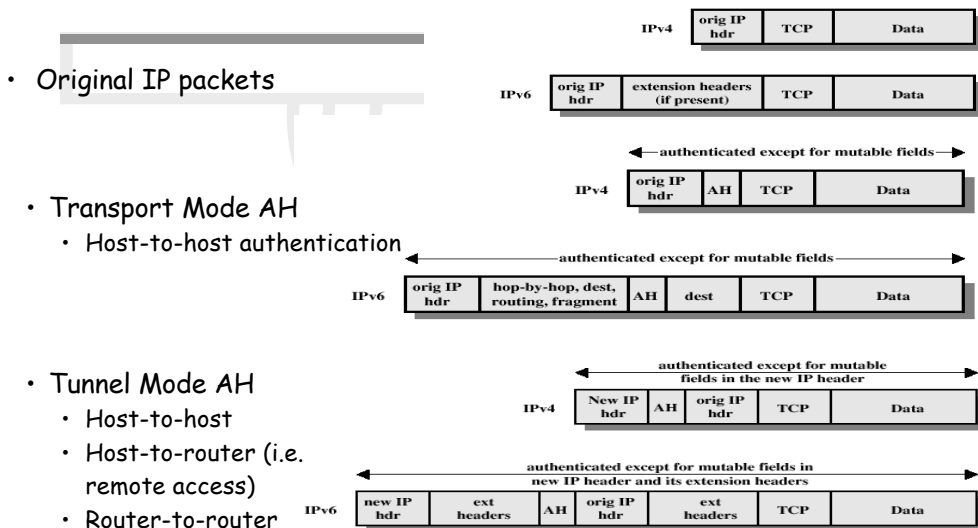 IPv4 orig IP hdr TCP Data
• Original IP packets
IPv6 orig IP hdr extension headers (if present) TCP Data
authenticated except for mutable fields
IPv4 orig IP hdr AH TCP Data
• Transport Mode AH
• Host-to-host authentication
authenticated except for mutable fields
IPv6 orig IP hdr hop-by-hop, dest, routing, fragment AH dest TCP Data
• Tunnel Mode AH
• Host-to-host
• Host-to-router (i.e.
remote access)
• Router-to-router
authenticated except for mutable
fields in the new IP header
IPv4 New IP hdr AH orig IP hdr TCP Data
authenticated except for mutable fields in
new IP header and its extension headers
IPv6 new IP hdr ext headers AH orig IP hdr ext headers TCP Data